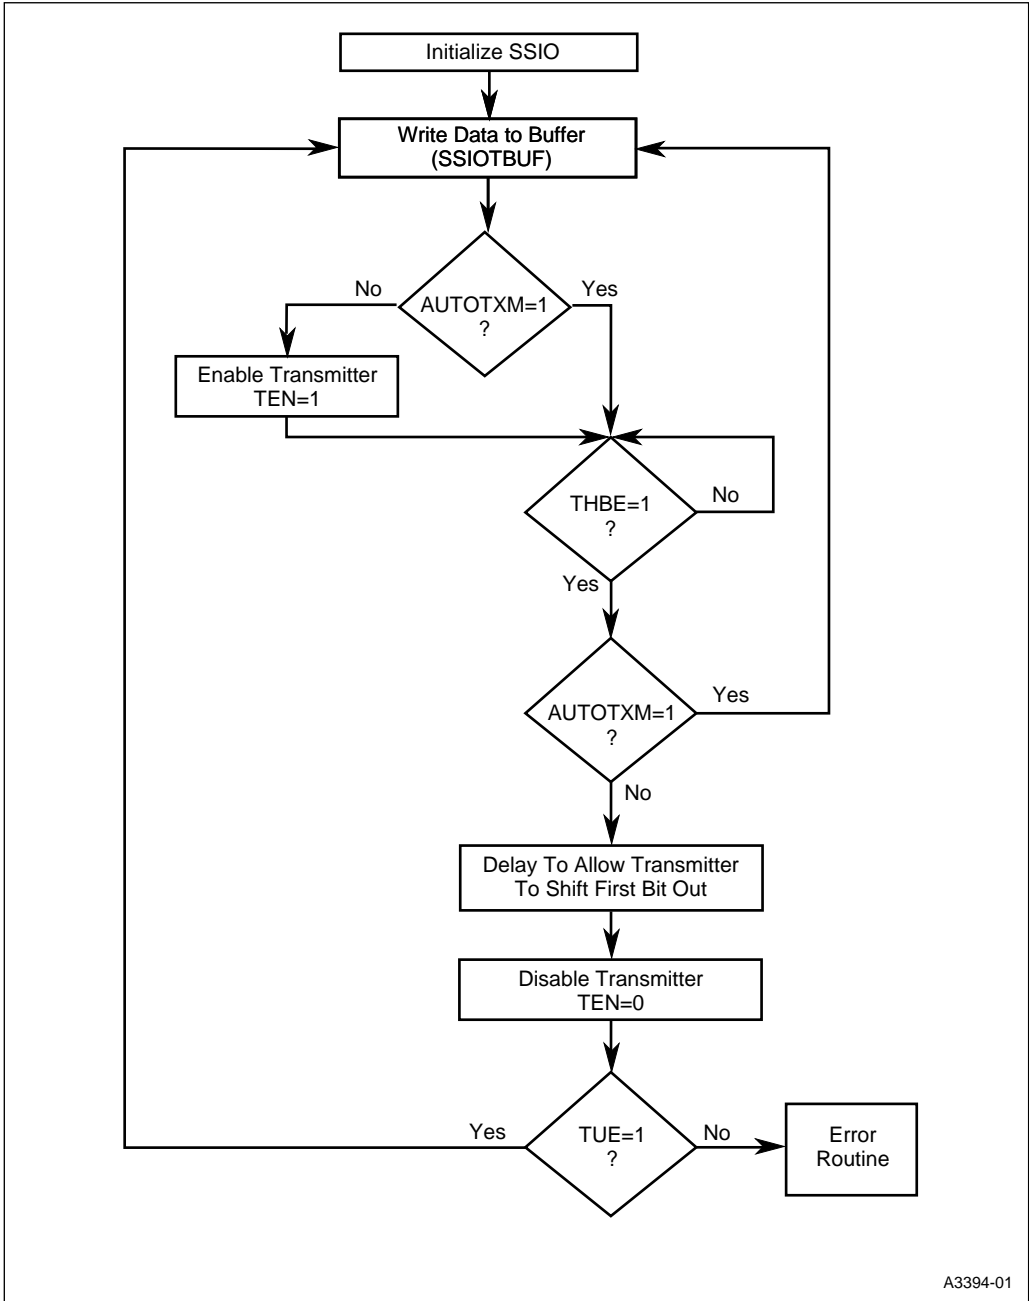 Initialize SSIO
Write Data to Buffer
(SSIOTBUF)
No
Yes
AUTOTXM=1
?
Enable Transmitter
TEN=1
THBE=1
?
No
Yes
AUTOTXM=1
?
Yes
No
Delay To Allow Transmitter
To Shift First Bit Out
Disable Transmitter
TEN=0
Yes
TUE=1
?
No
Error
Routine
A3394-01